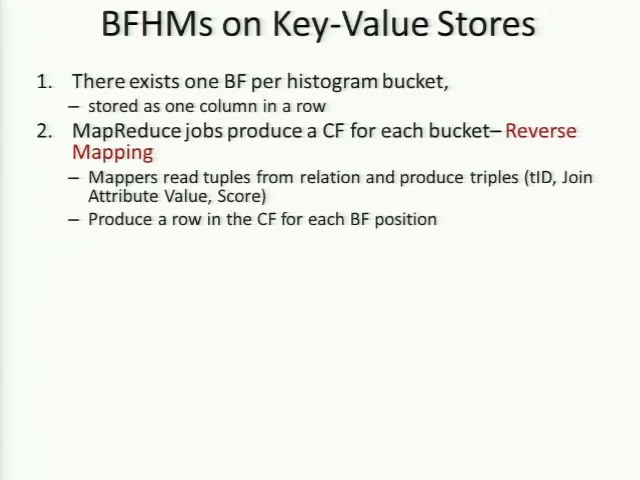 BFHMs on Key-Value Stores
1. There exists one BF per histogram bucket,
– stored as one column in a row
2. MapReduce jobs produce a CF for each bucket– Reverse
Mapping
– Mappers read tuples from relation and produce triples (tID, Join
Attribute Value, Score)
– Produce a row in the CF for each BF position